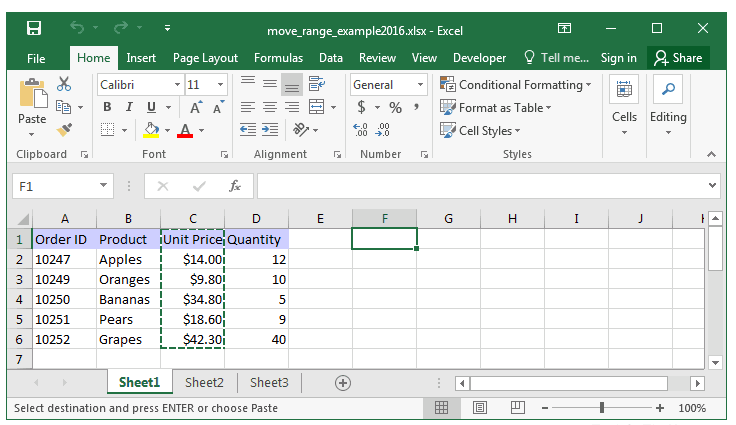 move_range_example2016.xlsx - Excel
File Home Insert Page Layout Formulas Data Review View Developer Tell me... Sign in Share
Calibri 11 General Conditional Formatting
B I U A A $ % , Format as Table
Paste A .0 .00 .00 .0 Cell Styles Cells Editing
Clipboard Font Alignment Number Styles
F1 fx
A B C D E F G H I J
1 Order ID Product Unit Price Quantity
2 10247 Apples $14.00 12
3 10249 Oranges $9.80 10
4 10250 Bananas $34.80 5
5 10251 Pears $18.60 9
6 10252 Grapes $42.30 40
7
Sheet1 Sheet2 Sheet3
Select destination and press ENTER or choose Paste 100%